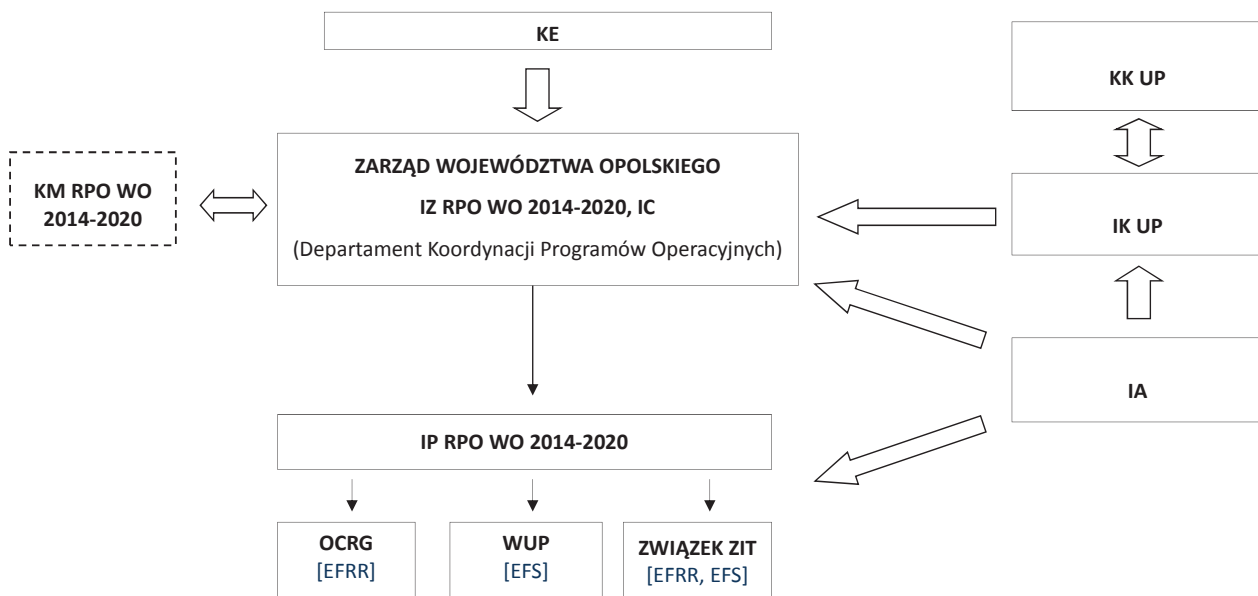 KE
KK UP
ZARZĄD WOJEWÓDZTWA OPOLSKIEGO
IZ RPO WO 2014-2020, IC
(Departament Koordynacji Programów Operacyjnych)
KM RPO WO
2014-2020
IK UP
IA
IP RPO WO 2014-2020
OCRG
[EFRR]
WUP
[EFS]
ZWIĄZEK ZIT
[EFRR, EFS]